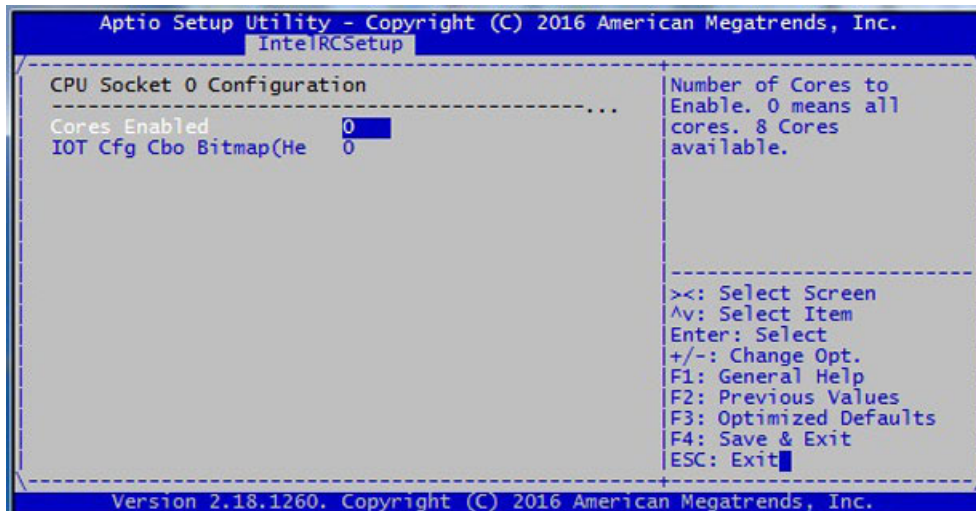 Aptio Setup Utility - Copyright (C) 2016 American Megatrends, Inc.
IntelRCSetup
CPU Socket 0 Configuration
-------------------------------------------...
Cores Enabled 0
IOT Cfg Cbo Bitmap(He 0
Number of Cores to
Enable. 0 means all
cores. 8 Cores
available.
><: Select Screen
^v: Select Item
Enter: Select
+/-: Change Opt.
F1: General Help
F2: Previous Values
F3: Optimized Defaults
F4: Save & Exit
ESC: Exit
Version 2.18.1260. Copyright (C) 2016 American Megatrends, Inc.